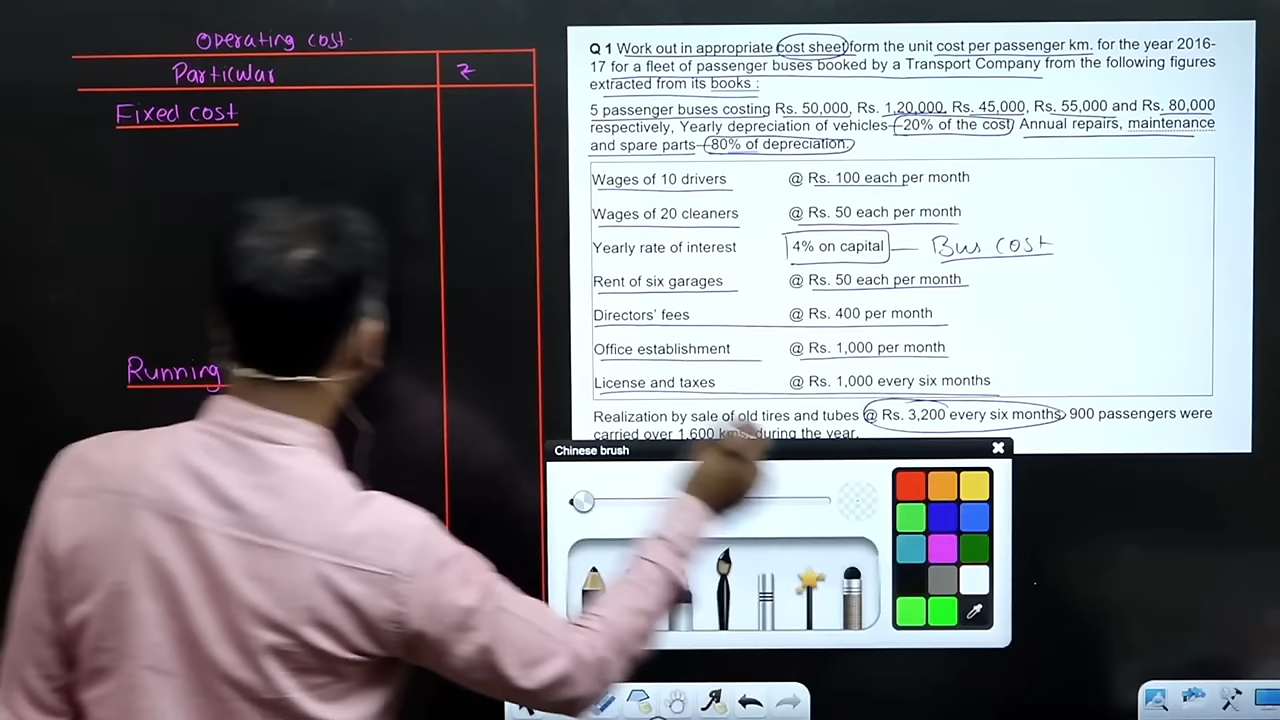 Operating cost.
Particular ₹
Fixed cost
Running
Q 1 Work out in appropriate cost sheet form the unit cost per passenger km. for the year 2016-
17 for a fleet of passenger buses booked by a Transport Company from the following figures
extracted from its books :
5 passenger buses costing Rs. 50,000, Rs. 1,20,000, Rs. 45,000, Rs. 55,000 and Rs. 80,000
respectively, Yearly depreciation of vehicles-20% of the cost, Annual repairs, maintenance
and spare parts-80% of depreciation.
Wages of 10 drivers @ Rs. 100 each per month
Wages of 20 cleaners @ Rs. 50 each per month
Yearly rate of interest 4% on capital — Bus cost
Rent of six garages @ Rs. 50 each per month
Directors' fees @ Rs. 400 per month
Office establishment @ Rs. 1,000 per month
License and taxes @ Rs. 1,000 every six months
Realization by sale of old tires and tubes @ Rs. 3,200 every six months, 900 passengers were
carried over 1,600 kms. during the year.
Chinese brush